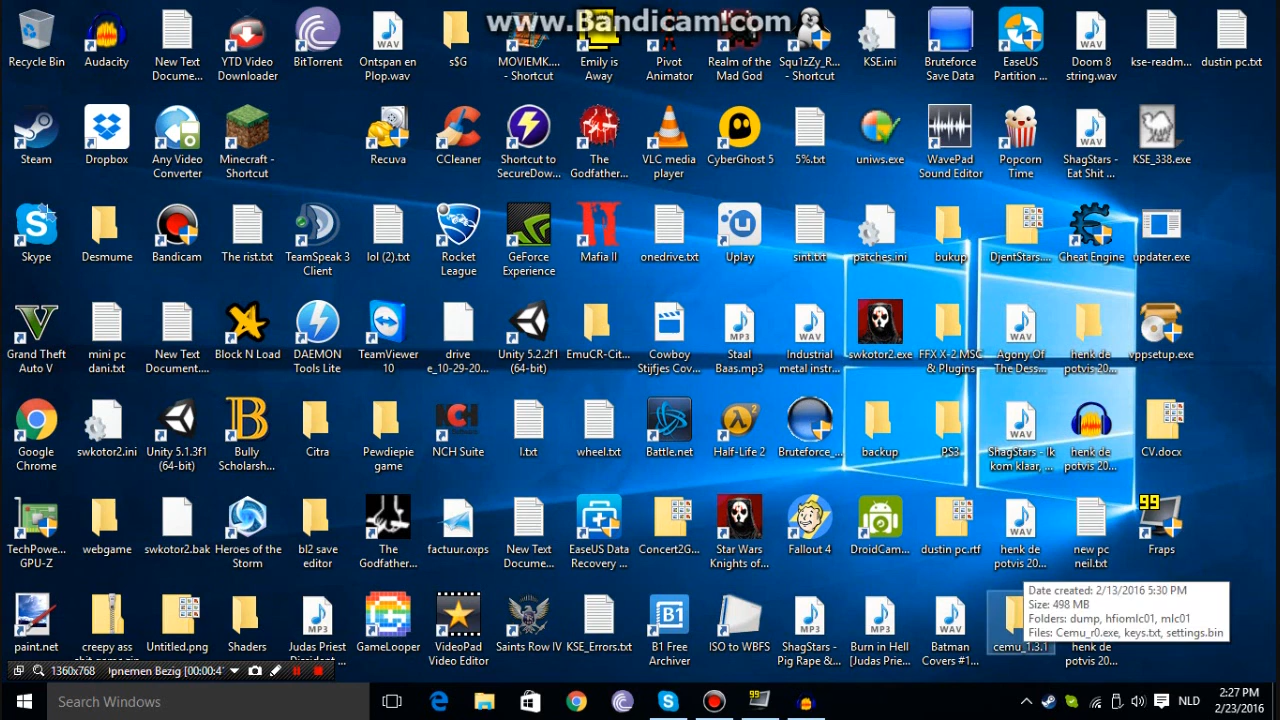 www.Bandicam.com
Recycle Bin
Audacity
New Text
Docume...
YTD Video
Downloader
BitTorrent
Ontspan en
Plop.wav
s$G
MOVIEMK....
- Shortcut
Emily is
Away
Pivot
Animator
Realm of the
Mad God
Squ1zZy_R...
- Shortcut
KSE.ini
Bruteforce
Save Data
EaseUS
Partition ...
Doom 8
string.wav
kse-readm...
dustin pc.txt
Steam
Dropbox
Any Video
Converter
Minecraft -
Shortcut
Recuva
CCleaner
Shortcut to
SecureDow...
The
Godfather...
VLC media
player
CyberGhost 5
5%.txt
uniws.exe
WavePad
Sound Editor
Popcorn
Time
ShagStars -
Eat Shit ...
KSE_338.exe
Skype
Desmume
Bandicam
The rist.txt
TeamSpeak 3
Client
lol (2).txt
Rocket
League
GeForce
Experience
Mafia II
onedrive.txt
Uplay
sint.txt
patches.ini
bukup
DjentStars....
Cheat Engine
updater.exe
Grand Theft
Auto V
mini pc
dani.txt
New Text
Document....
Block N Load
DAEMON
Tools Lite
TeamViewer
10
drive
e_10-29-20...
Unity 5.2.2f1
(64-bit)
EmuCR-Cit...
Cowboy
Stijfjes Cov...
Staal
Baas.mp3
Industrial
metal instr...
swkotor2.exe
FFX X-2.MSC
& Plugins
Agony Of
The Dess...
henk de
potvis 20...
vppsetup.exe
Google
Chrome
swkotor2.ini
Unity 5.1.3f1
(64-bit)
Bully
Scholarsh...
Citra
Pewdiepie
game
NCH Suite
l.txt
wheel.txt
Battle.net
Half-Life 2
Bruteforce_...
backup
PS3
ShagStars - Ik
kom klaar, ...
henk de
potvis 20...
CV.docx
TechPowe...
GPU-Z
webgame
swkotor2.bak
Heroes of the
Storm
bl2 save
editor
The
Godfather...
factuur.oxps
New Text
Docume...
EaseUS Data
Recovery ...
Concert2G...
Star Wars
Knights of...
Fallout 4
DroidCam...
dustin pc.rtf
henk de
potvis 20...
new pc
neil.txt
99
Fraps
paint.net
creepy ass
Untitled.png
Shaders
Judas Priest
GameLooper
VideoPad
Video Editor
Saints Row IV
KSE_Errors.txt
B1 Free
Archiver
ISO to WBFS
ShagStars -
Pig Rape &...
Burn in Hell
[Judas Prie...
Batman
Covers #1...
cemu_1.3.1
henk de
potvis 20...
Date created: 2/13/2016 5:30 PM
Size: 498 MB
Folders: dump, hfiomlc01, mlc01
Files: Cemu_r0.exe, keys.txt, settings.bin
1360x768 Opnemen Bezig [00:00:4
Search Windows
NLD
2:27 PM
2/23/2016